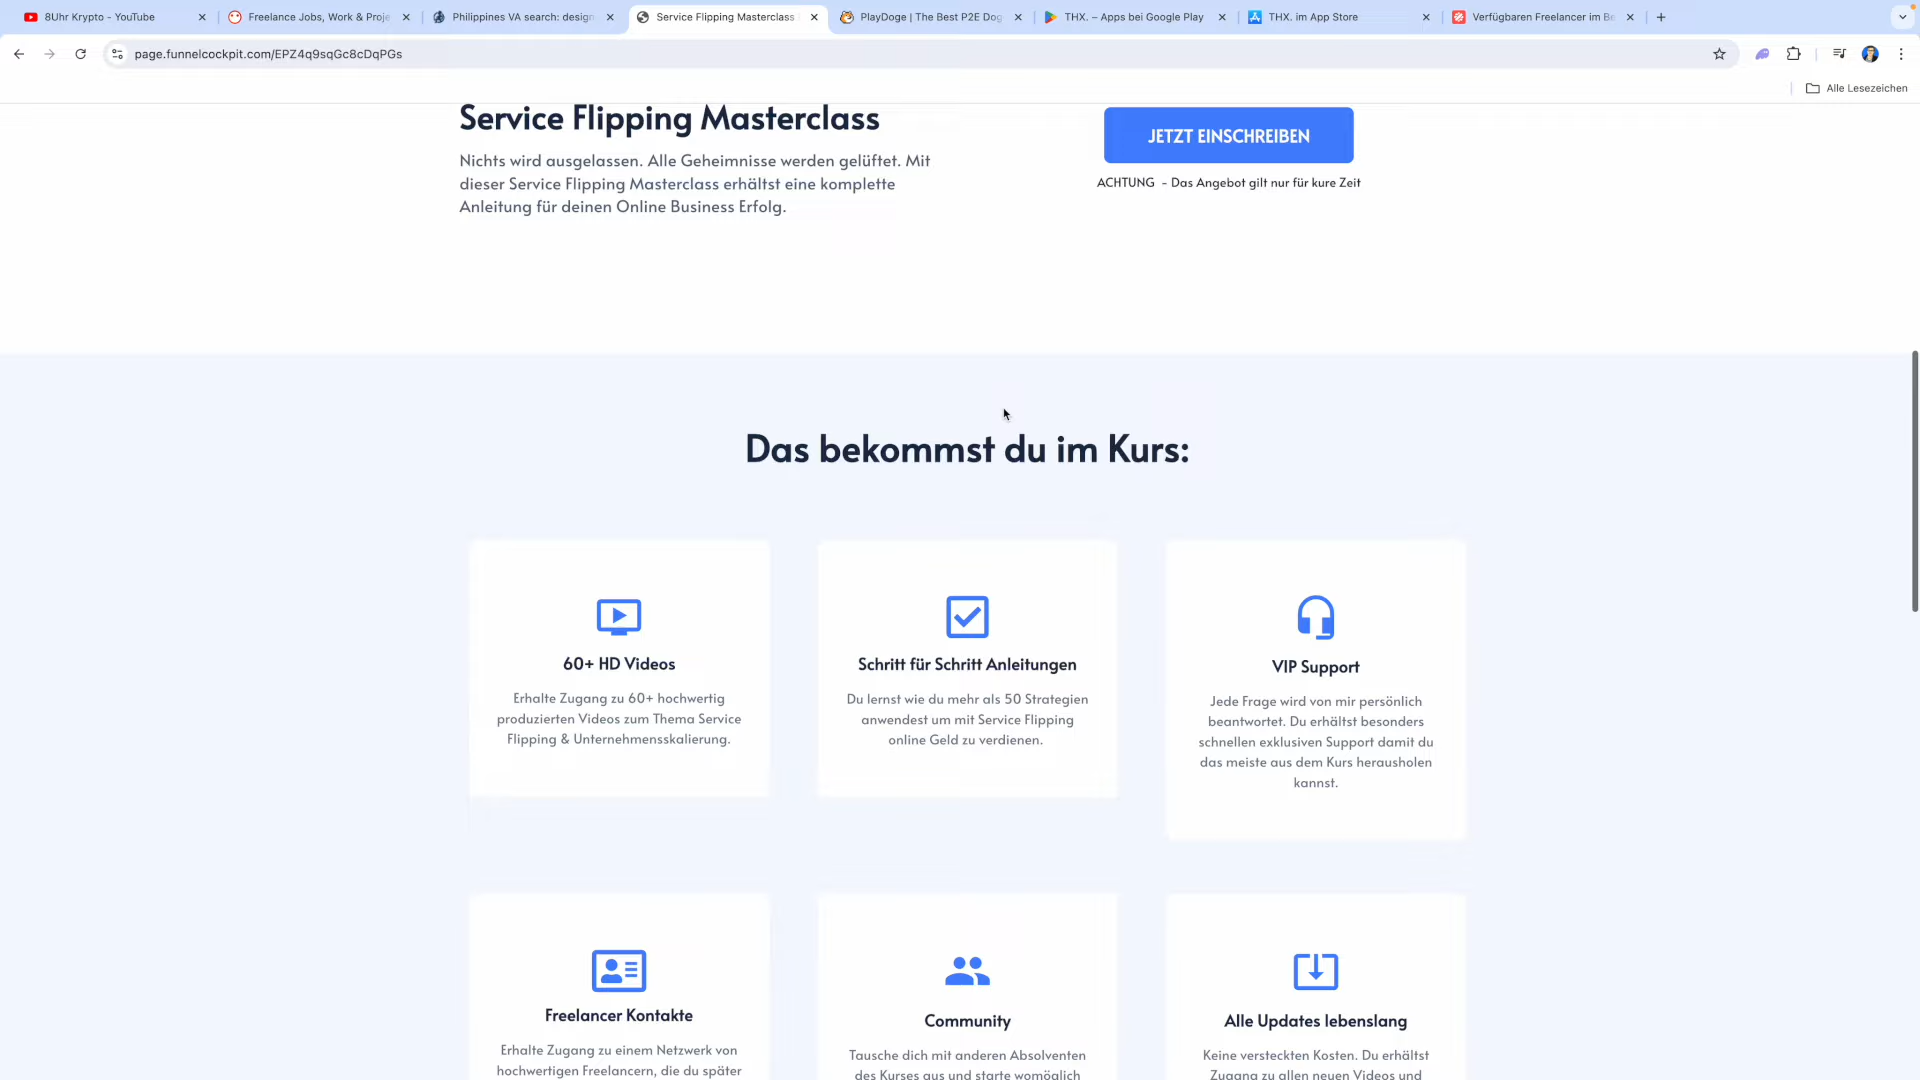 8Uhr Krypto - YouTube
Freelance Jobs, Work & Proje
Philippines VA search: design
Service Flipping Masterclass
PlayDoge | The Best P2E Dog
THX. – Apps bei Google Play
THX. im App Store
Verfügbaren Freelancer im Be
page.funnelcockpit.com/EPZ4q9sqGc8cDqPGs
Alle Lesezeichen
Service Flipping Masterclass
Nichts wird ausgelassen. Alle Geheimnisse werden gelüftet. Mit
dieser Service Flipping Masterclass erhältst eine komplette
Anleitung für deinen Online Business Erfolg.
JETZT EINSCHREIBEN
ACHTUNG - Das Angebot gilt nur für kure Zeit
Das bekommst du im Kurs:
60+ HD Videos
Erhalte Zugang zu 60+ hochwertig
produzierten Videos zum Thema Service
Flipping & Unternehmensskalierung.
Schritt für Schritt Anleitungen
Du lernst wie du mehr als 50 Strategien
anwendest um mit Service Flipping
online Geld zu verdienen.
VIP Support
Jede Frage wird von mir persönlich
beantwortet. Du erhältst besonders
schnellen exklusiven Support damit du
das meiste aus dem Kurs herausholen
kannst.
Freelancer Kontakte
Erhalte Zugang zu einem Netzwerk von
hochwertigen Freelancern, die du später
Community
Tausche dich mit anderen Absolventen
des Kurses aus und starte womöglich
Alle Updates lebenslang
Keine versteckten Kosten. Du erhältst
Zugang zu allen neuen Videos und